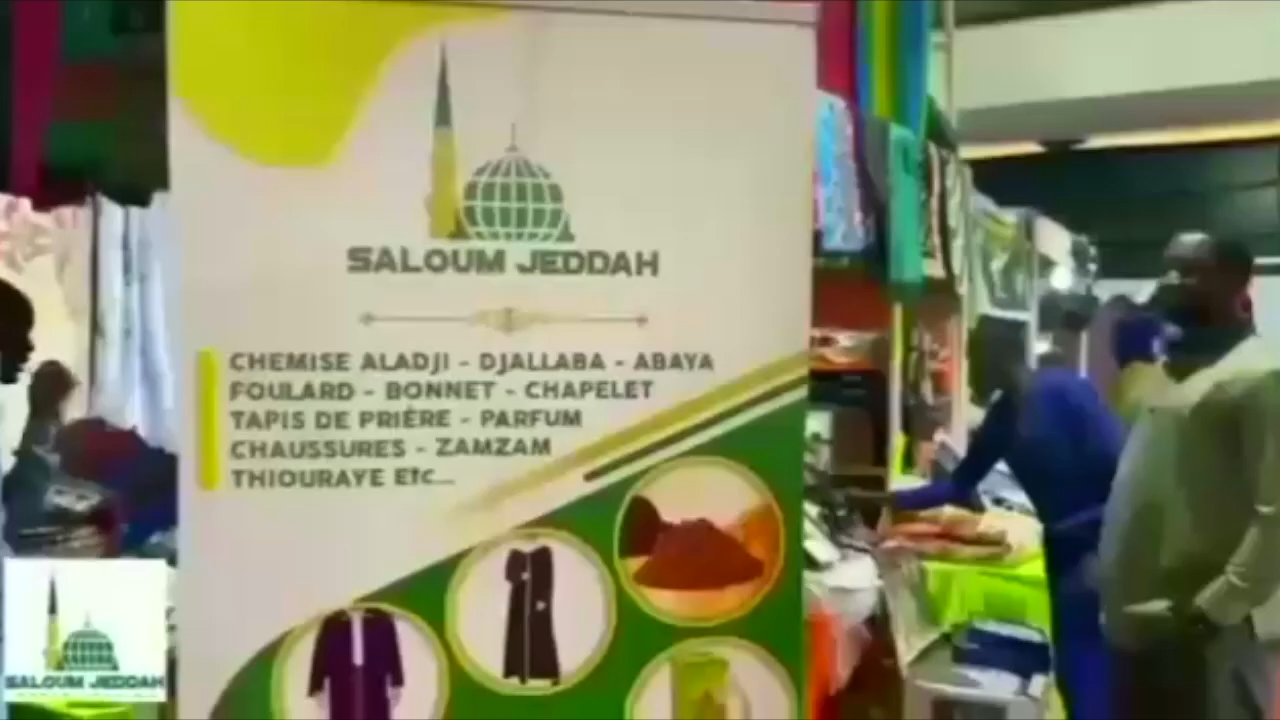 SALOUM JEDDAH
CHEMISE ALADJI - DJALLABA - ABAYA
FOULARD - BONNET - CHAPELET
TAPIS DE PRIÈRE - PARFUM
CHAUSSURES - ZAMZAM
THIOURAYE Etc...
SALOUM JEDDAH